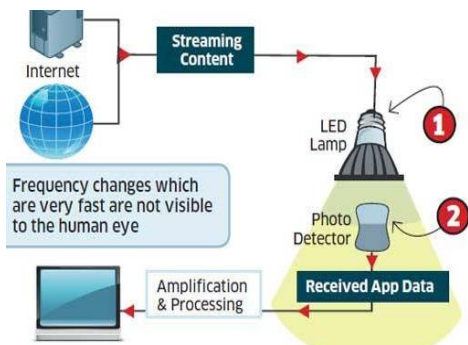 Internet
Streaming
Content
LED
Lamp
1
Frequency changes which
are very fast are not visible
to the human eye
Photo
Detector
2
Received App Data
Amplification
& Processing